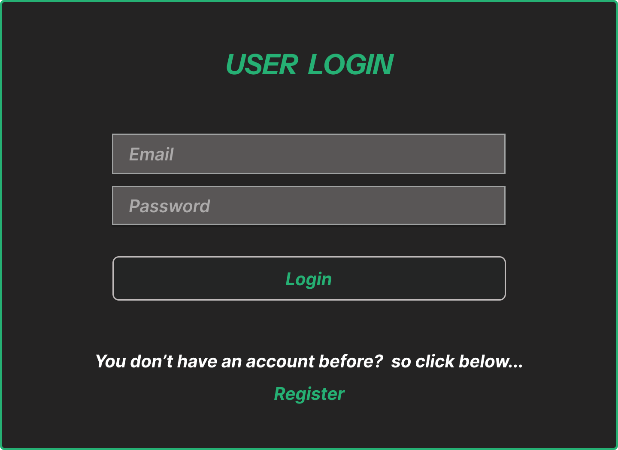 USER LOGIN
Email
Password
Login
You don’t have an account before? so click below...
Register